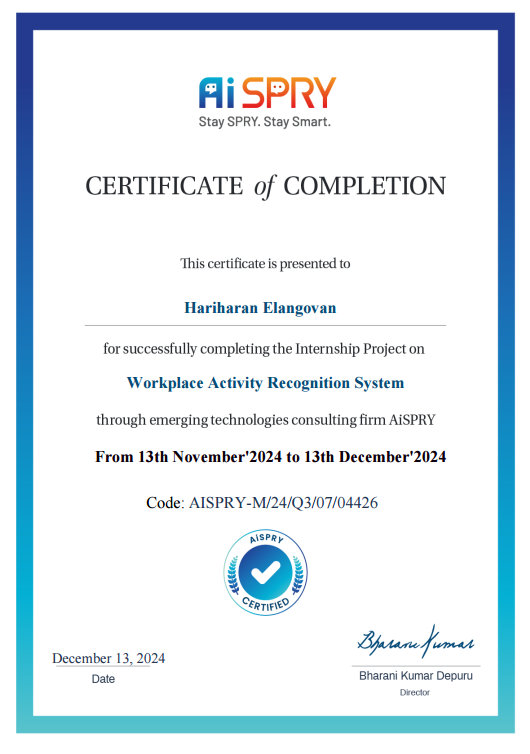 AiSPRY
Stay SPRY. Stay Smart.
CERTIFICATE of COMPLETION
This certificate is presented to
Hariharan Elangovan
for successfully completing the Internship Project on
Workplace Activity Recognition System
through emerging technologies consulting firm AiSPRY
From 13th November'2024 to 13th December'2024
Code: AISPRY-M/24/Q3/07/04426
AiSPRY
CERTIFIED
December 13, 2024
Date
Bharani Kumar
Bharani Kumar Depuru
Director